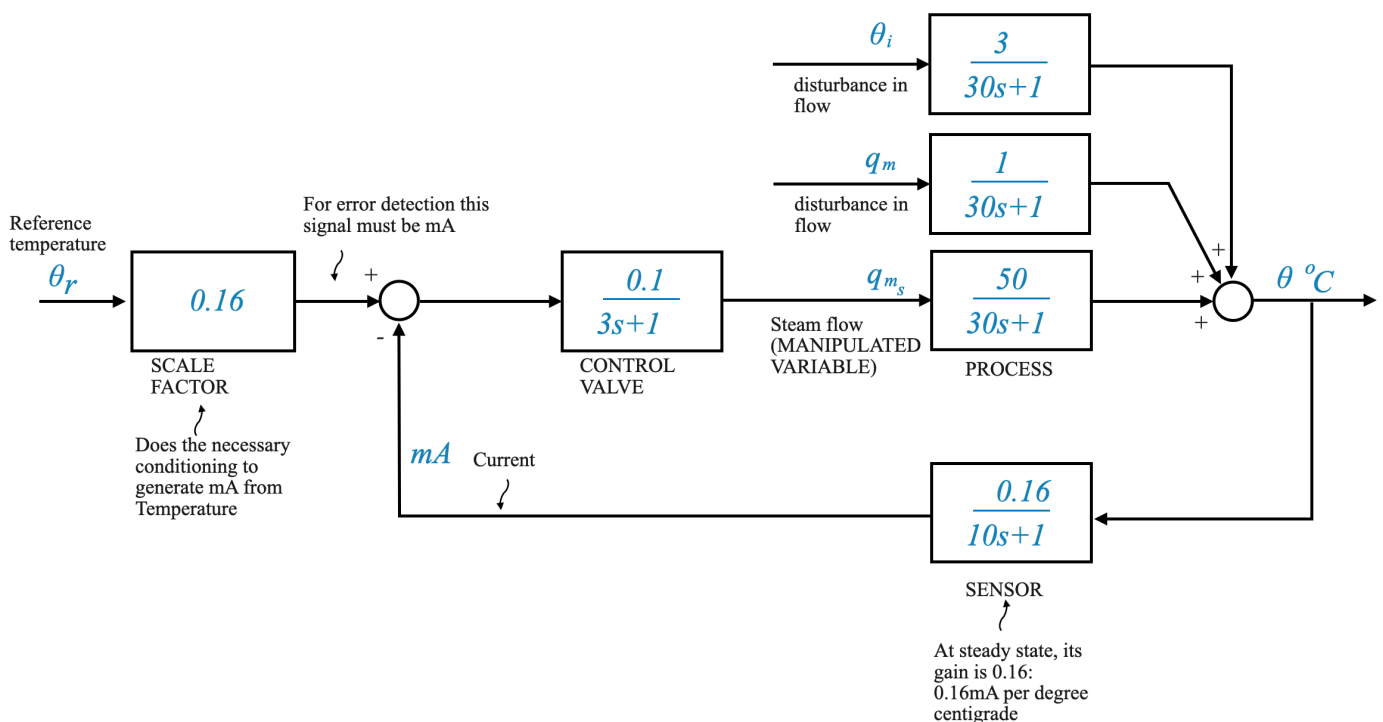 θi
3
30s+1
disturbance in
flow
qm
1
30s+1
disturbance in
flow
Reference
temperature
θr
0.16
SCALE
FACTOR
Does the necessary
conditioning to
generate mA from
Temperature
For error detection this
signal must be mA
+
-
0.1
3s+1
CONTROL
VALVE
qms
Steam flow
(MANIPULATED
VARIABLE)
50
30s+1
PROCESS
+
+
+
θ °C
mA
Current
0.16
10s+1
SENSOR
At steady state, its
gain is 0.16:
0.16mA per degree
centigrade